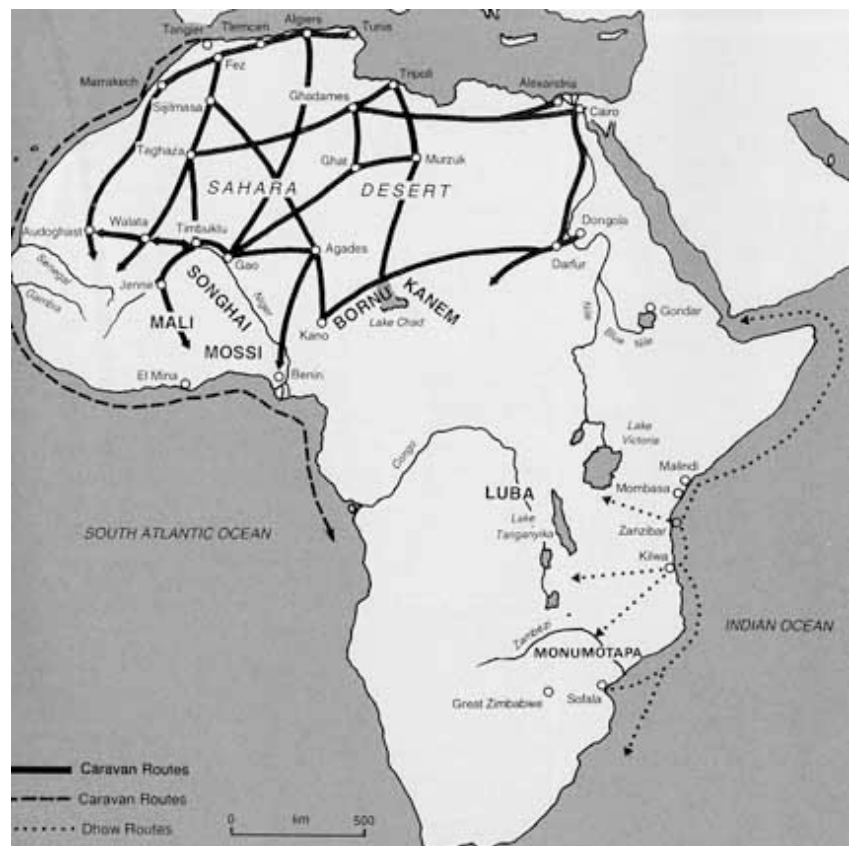 Algiers
Tangier
Tlemcen
Tunis
Fez
Marrakech
Tripoli
Alexandria
Ghadames
Cairo
Sijilmasa
Teghaza
Ghat
Murzuk
SAHARA
DESERT
Walata
Timbuklu
Dongola
Audoghast
Agades
Gao
Darfur
Senegal
Jenne
SONGHAI
Niger
KANEM
BORNU
Gambia
MALI
Lake Chad
Nile
Gondar
Kano
Blue
Nile
MOSSI
El Mina
Benin
Lake
Victoria
Congo
Malindi
LUBA
Mombasa
SOUTH ATLANTIC OCEAN
Lake
Tanganyika
Zanzibar
Kilwa
INDIAN OCEAN
Zambezi
MONUMOTAPA
Great Zimbabwe
Sofala
Caravan Routes
Caravan Routes
Dhow Routes
0 km 500